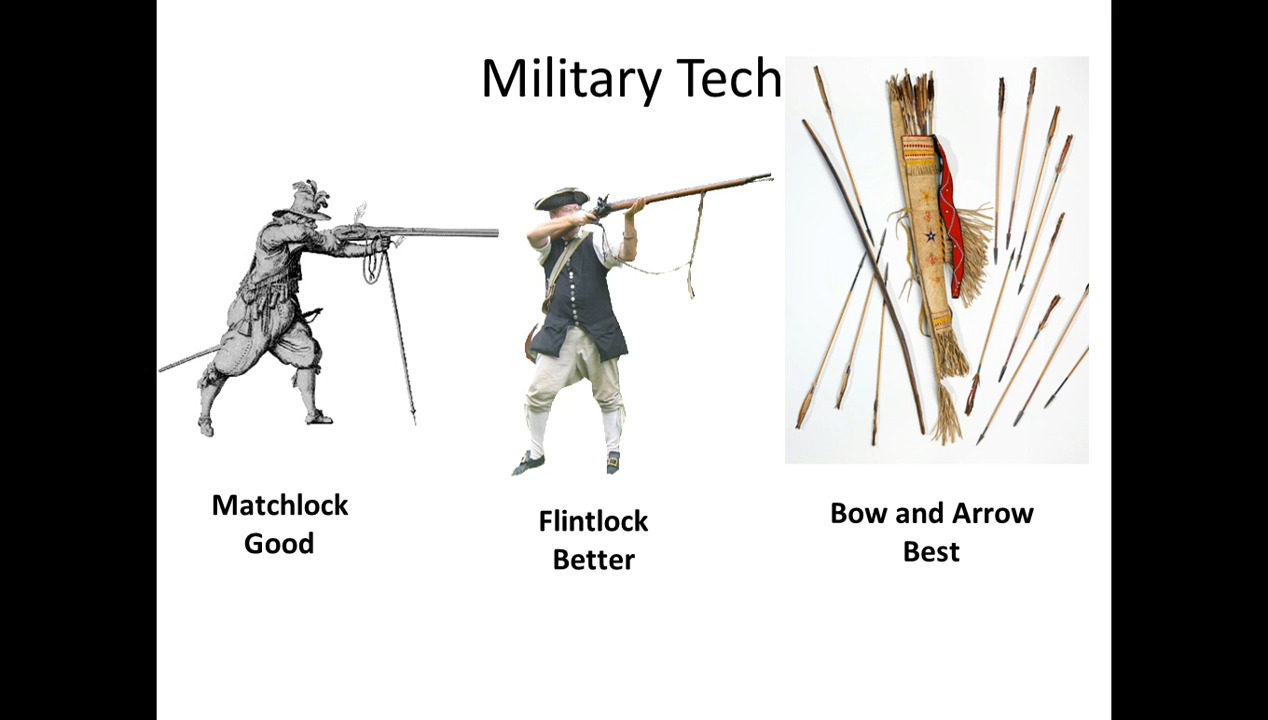 Military Tech
Matchlock
Good
Flintlock
Better
Bow and Arrow
Best